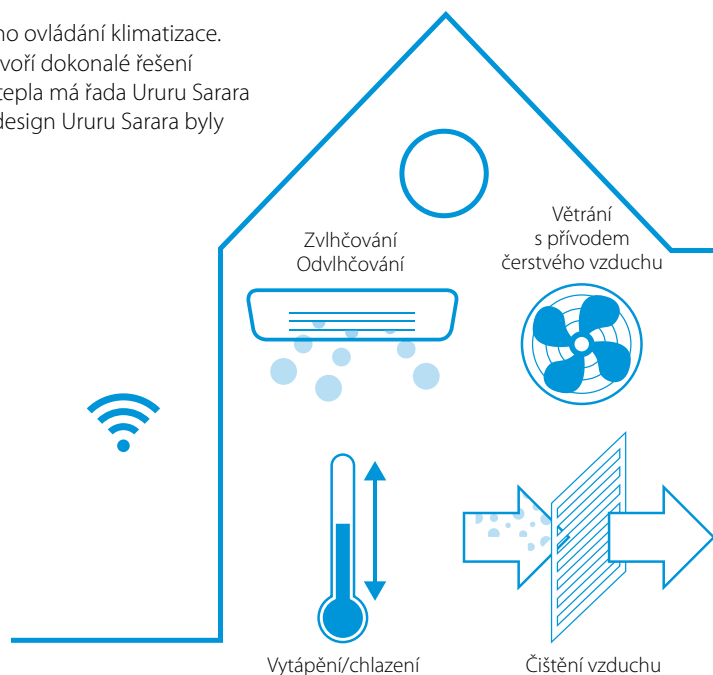 no ovládání klimatizace.
voří dokonalé řešení
tepla má řada Ururu Sarara
design Ururu Sarara byly
Zvlhčování
Odvlhčování
Větrání
s přívodem
čerstvého vzduchu
Vytápění/chlazení
Čištění vzduchu